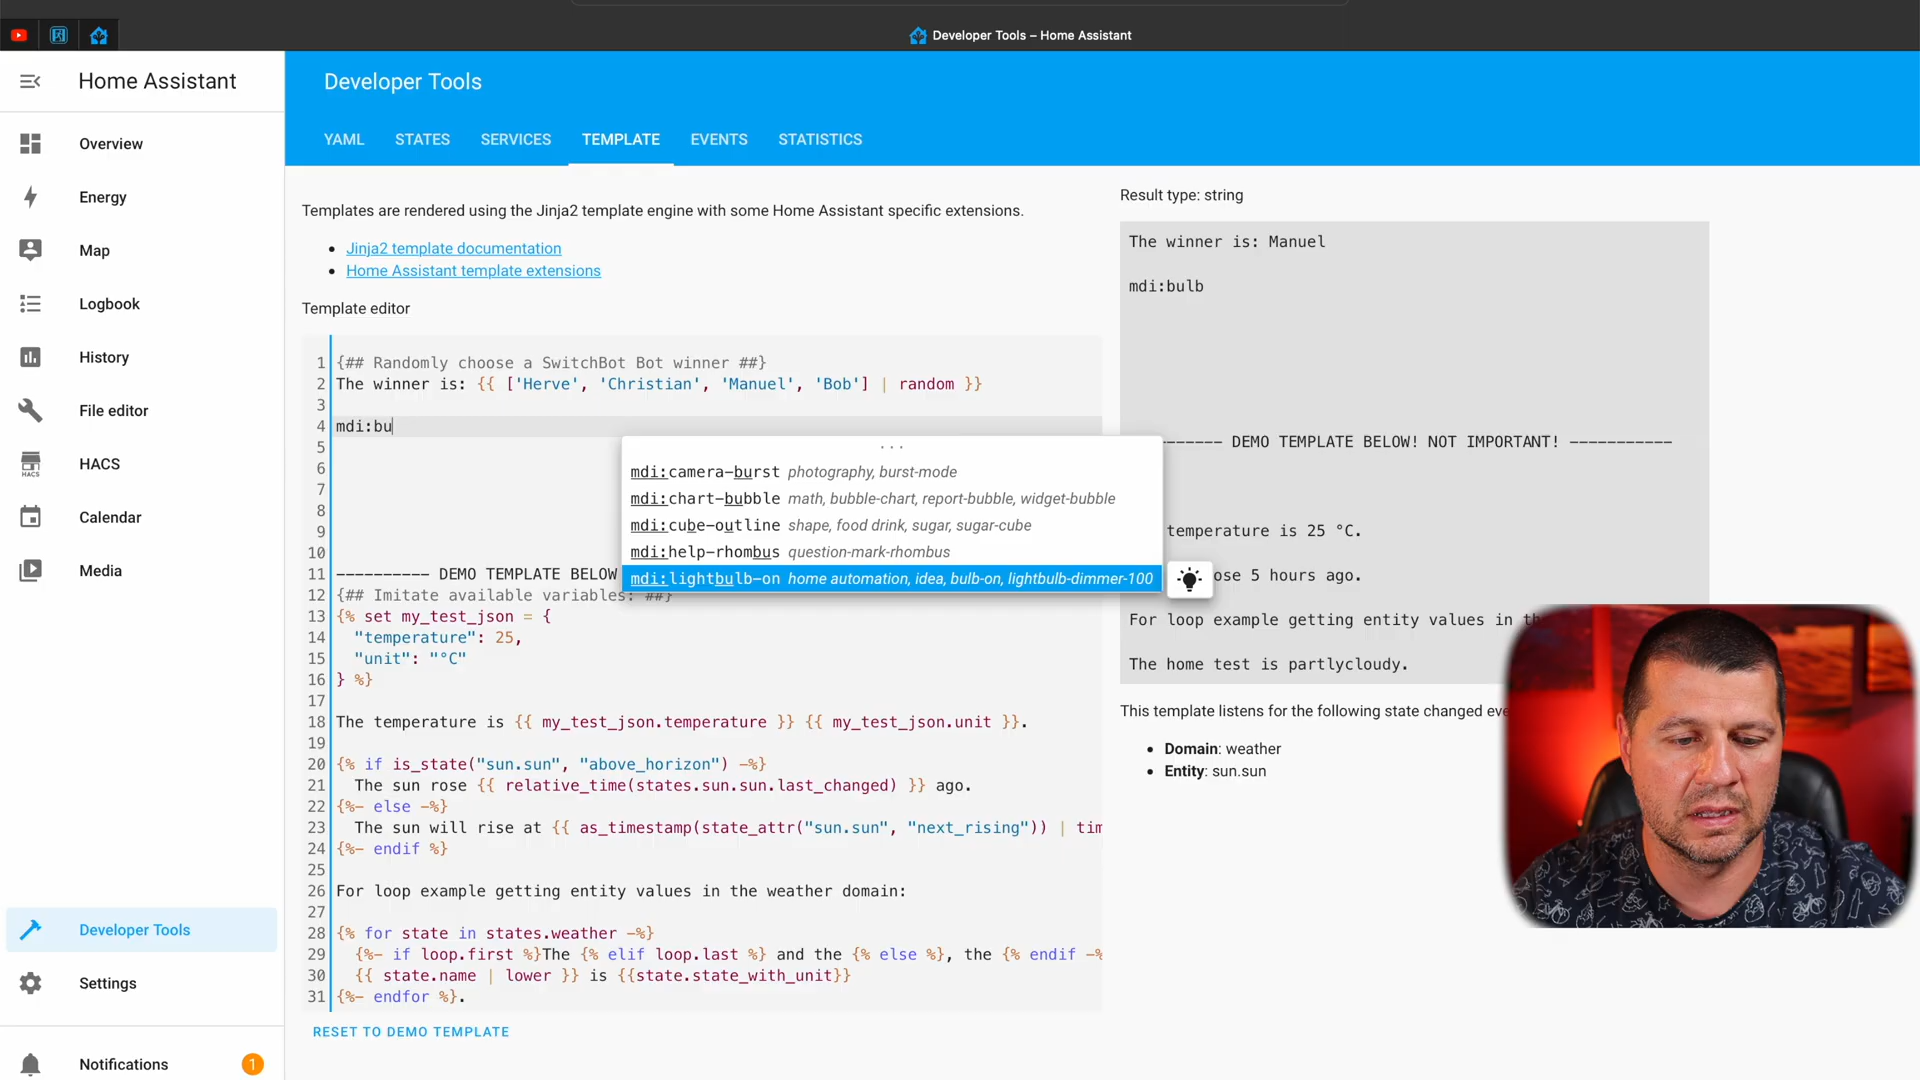 Developer Tools – Home Assistant
Home Assistant
Developer Tools
YAML STATES SERVICES TEMPLATE EVENTS STATISTICS
Overview
Energy
Map
Logbook
History
File editor
HACS
HACS
Calendar
Media
Developer Tools
Settings
Notifications 1
Templates are rendered using the Jinja2 template engine with some Home Assistant specific extensions.
• Jinja2 template documentation
• Home Assistant template extensions
Template editor
1 {## Randomly choose a SwitchBot Bot winner ##}
2 The winner is: {{ ['Herve', 'Christian', 'Manuel', 'Bob'] | random }}
3
4 mdi:bu
5
6
7
8
9
10
11 ---------- DEMO TEMPLATE BELOW
12 {## Imitate available variables: ##}
13 {% set my_test_json = {
14 "temperature": 25,
15 "unit": "°C"
16 } %}
17
18 The temperature is {{ my_test_json.temperature }} {{ my_test_json.unit }}.
19
20 {% if is_state("sun.sun", "above_horizon") -%}
21 The sun rose {{ relative_time(states.sun.sun.last_changed) }} ago.
22 {%- else -%}
23 The sun will rise at {{ as_timestamp(state_attr("sun.sun", "next_rising")) | tim
24 {%- endif %}
25
26 For loop example getting entity values in the weather domain:
27
28 {% for state in states.weather -%}
29 {%- if loop.first %}The {% elif loop.last %} and the {% else %}, the {% endif -%
30 {{ state.name | lower }} is {{state.state_with_unit}}
31 {%- endfor %}.
RESET TO DEMO TEMPLATE
...
mdi:camera-burst photography, burst-mode
mdi:chart-bubble math, bubble-chart, report-bubble, widget-bubble
mdi:cube-outline shape, food drink, sugar, sugar-cube
mdi:help-rhombus question-mark-rhombus
mdi:lightbulb-on home automation, idea, bulb-on, lightbulb-dimmer-100
Result type: string
The winner is: Manuel
mdi:bulb
------ DEMO TEMPLATE BELOW! NOT IMPORTANT! -----------
temperature is 25 °C.
ose 5 hours ago.
For loop example getting entity values in th
The home test is partlycloudy.
This template listens for the following state changed eve
• Domain: weather
• Entity: sun.sun